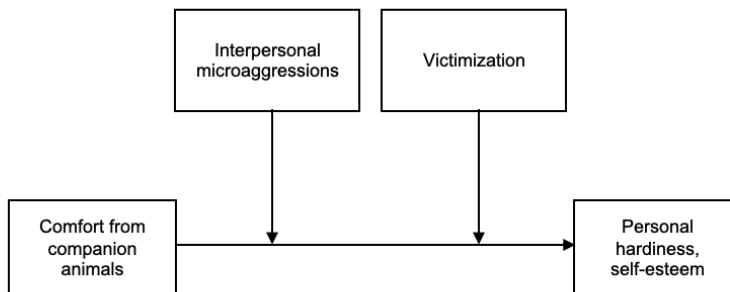 Interpersonal
microaggressions
Victimization
Comfort from
companion
animals
Personal
hardiness,
self-esteem